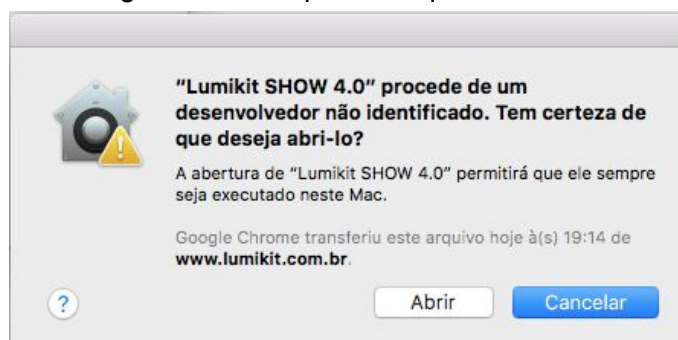 “Lumikit SHOW 4.0” procede de um
desenvolvedor não identificado. Tem certeza de
que deseja abri-lo?
A abertura de “Lumikit SHOW 4.0” permitirá que ele sempre
seja executado neste Mac.
Google Chrome transferiu este arquivo hoje à(s) 19:14 de
www.lumikit.com.br.
?
Abrir
Cancelar